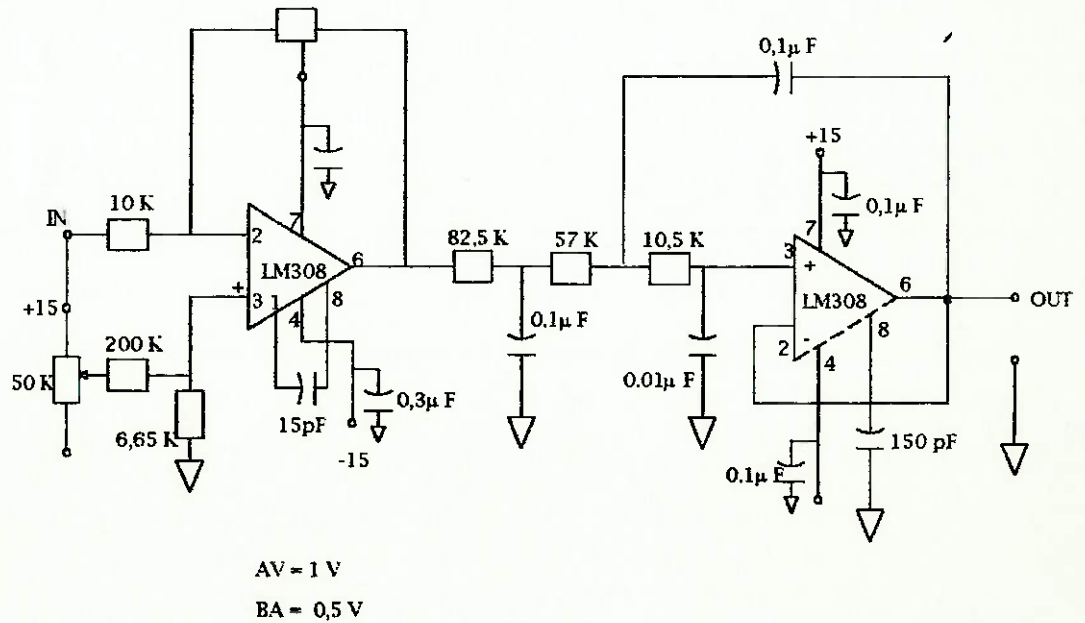 0,1μ F
+15
0,1μ F
7
7
IN
10 K
2
LM308
6
82,5 K
57 K
10,5 K
3
+
LM308
6
OUT
+
3
1
4
8
8
-
2
4
+15
50 K
200 K
6,65 K
15pF
0,3μ F
-15
0.1μ F
0.01μ F
0.1μ F
150 pF
AV = 1 V
BA = 0,5 V